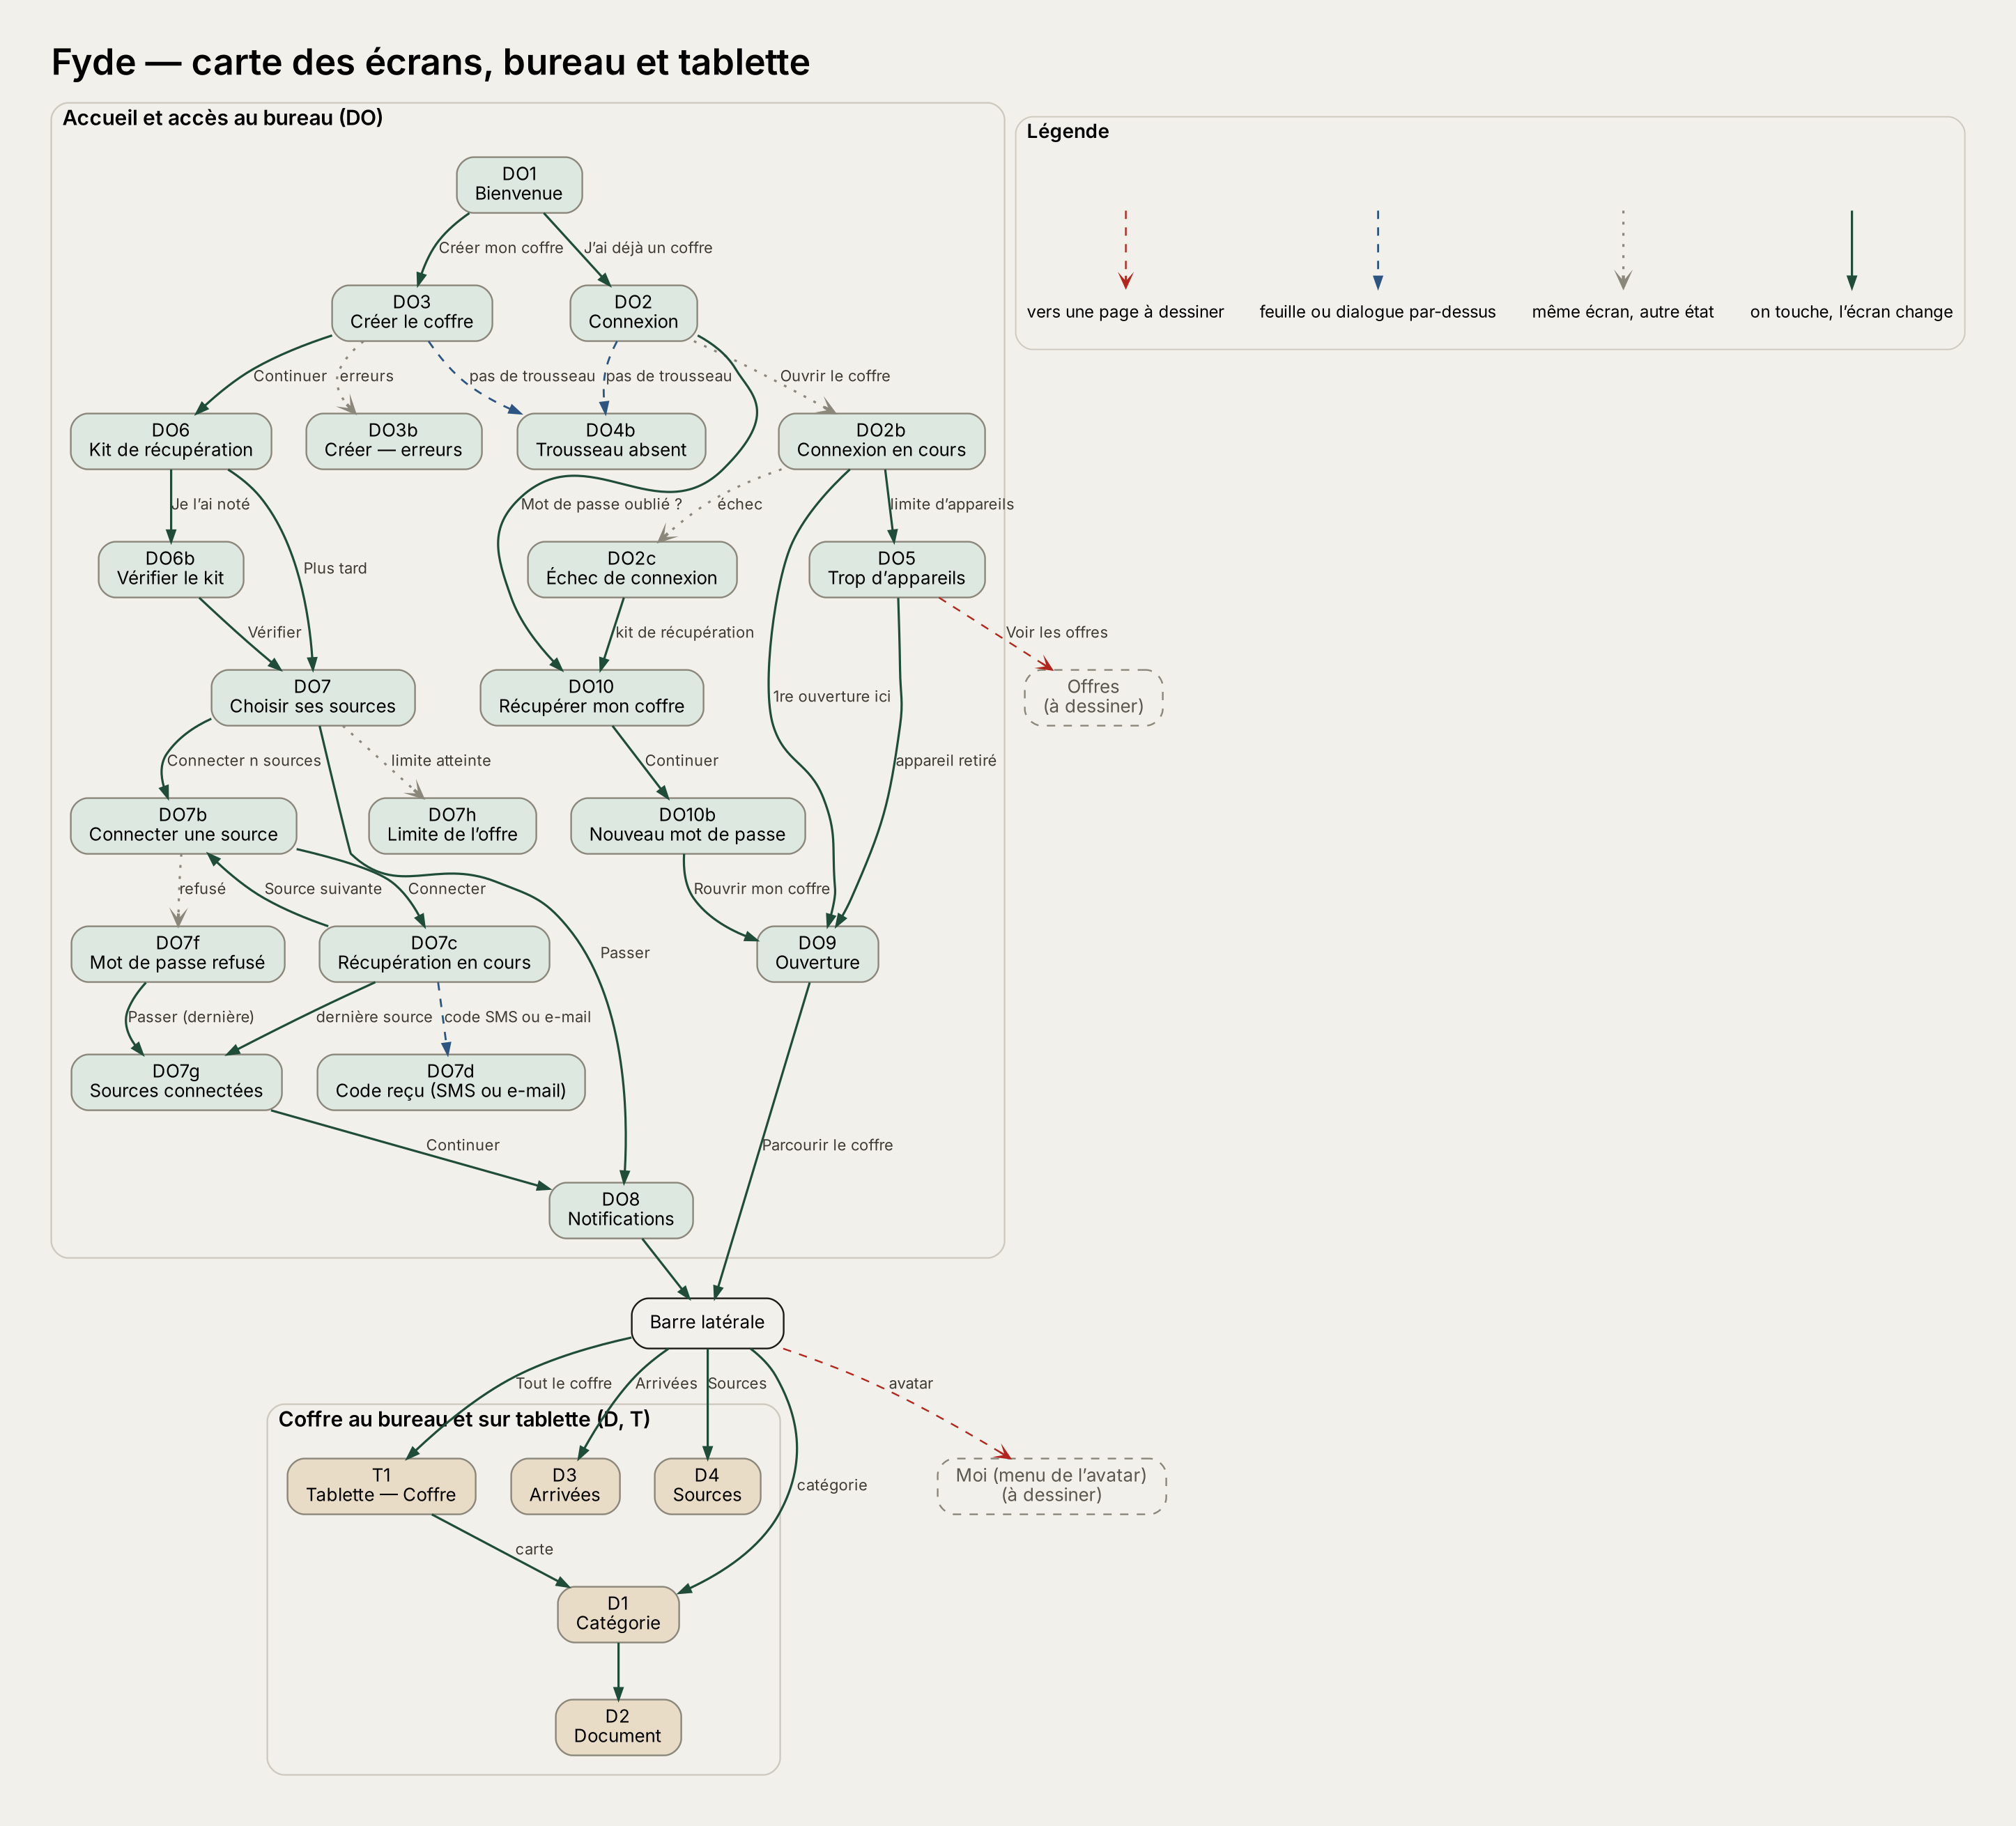 Fyde — carte des écrans, bureau et tablette
Accueil et accès au bureau (DO)
Légende
vers une page à dessiner
feuille ou dialogue par-dessus
même écran, autre état
on touche, l’écran change
DO1
Bienvenue
Créer mon coffre
J’ai déjà un coffre
DO3
Créer le coffre
DO2
Connexion
Continuer
erreurs
pas de trousseau
pas de trousseau
Ouvrir le coffre
DO6
Kit de récupération
DO3b
Créer — erreurs
DO4b
Trousseau absent
DO2b
Connexion en cours
Je l’ai noté
Mot de passe oublié ?
échec
limite d’appareils
DO6b
Vérifier le kit
Plus tard
DO2c
Échec de connexion
DO5
Trop d’appareils
Vérifier
kit de récupération
Voir les offres
DO7
Choisir ses sources
DO10
Récupérer mon coffre
1re ouverture ici
Offres
(à dessiner)
Connecter n sources
limite atteinte
Continuer
appareil retiré
DO7b
Connecter une source
DO7h
Limite de l’offre
DO10b
Nouveau mot de passe
refusé
Source suivante
Connecter
Rouvrir mon coffre
DO7f
Mot de passe refusé
DO7c
Récupération en cours
Passer
DO9
Ouverture
Passer (dernière)
dernière source
code SMS ou e-mail
DO7g
Sources connectées
DO7d
Code reçu (SMS ou e-mail)
Continuer
Parcourir le coffre
DO8
Notifications
Barre latérale
Tout le coffre
Arrivées
Sources
avatar
Coffre au bureau et sur tablette (D, T)
T1
Tablette — Coffre
D3
Arrivées
D4
Sources
catégorie
Moi (menu de l’avatar)
(à dessiner)
carte
D1
Catégorie
D2
Document